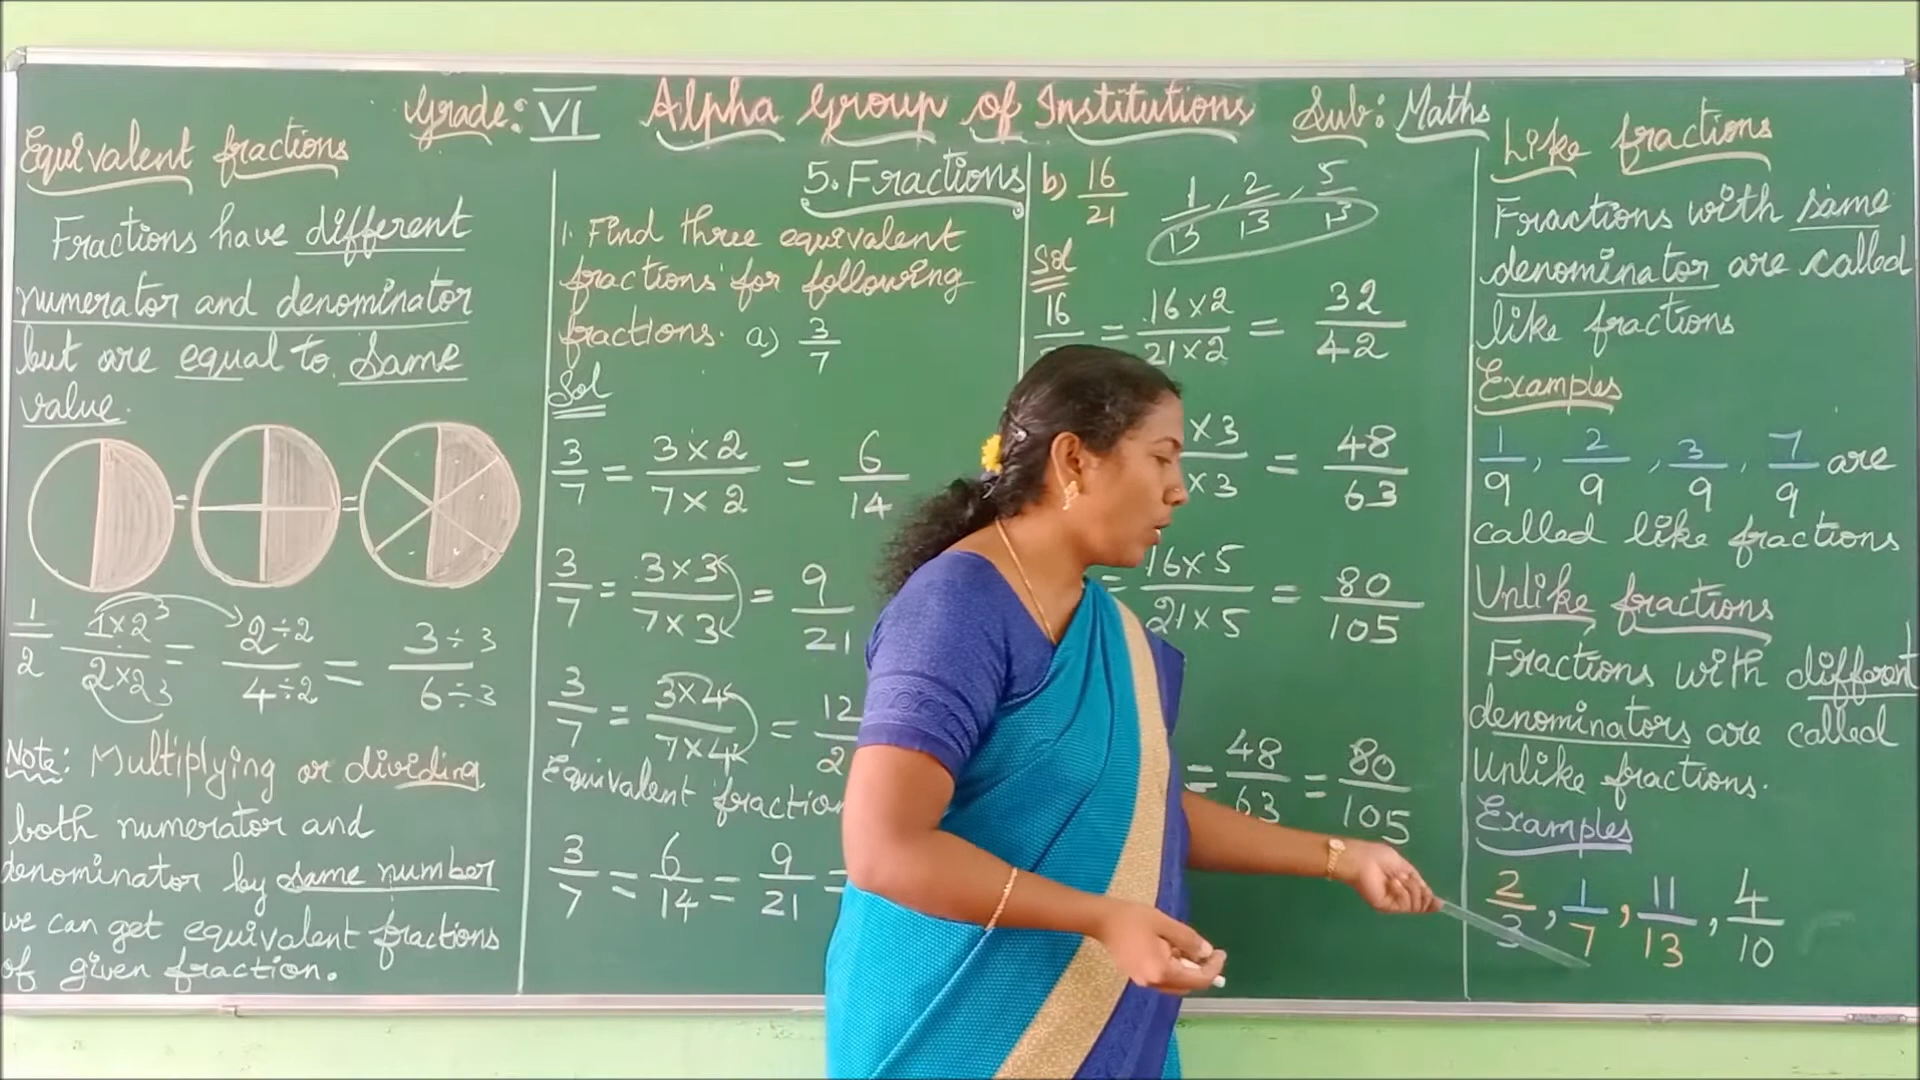 Grade: VI Alpha Group of Institutions Sub: Maths
Equivalent fractions
Fractions have different
numerator and denominator
but are equal to same
value.
=
=
1/2 1×2 3/2×2 3 = 2÷2/4÷2 = 3÷3/6÷3
Note: Multiplying or dividing
both numerator and
denominator by same number
we can get equivalent fractions
of given fraction.
5. Fractions
1. Find three equivalent
fractions for following
fractions. a) 3/7
Sol
3/7 = 3×2/7×2 = 6/14
3/7 = 3×3/7×3 = 9/21
3/7 = 3×4/7×4 = 12
Equivalent fraction
3/7 = 6/14 = 9/21 =
b) 16/21
1/13, 2/13, 5/13
Sol
16 = 16×2/21×2 = 32/42
×3/×3 = 48/63
= 16×5/21×5 = 80/105
= 48/63 = 80/105
Like fractions
Fractions with same
denominator are called
like fractions
Examples
1/9, 2/9, 3/9, 7/9 are
called like fractions
Unlike fractions
Fractions with different
denominators are called
Unlike fractions.
Examples
2/3, 1/7, 11/13, 4/10